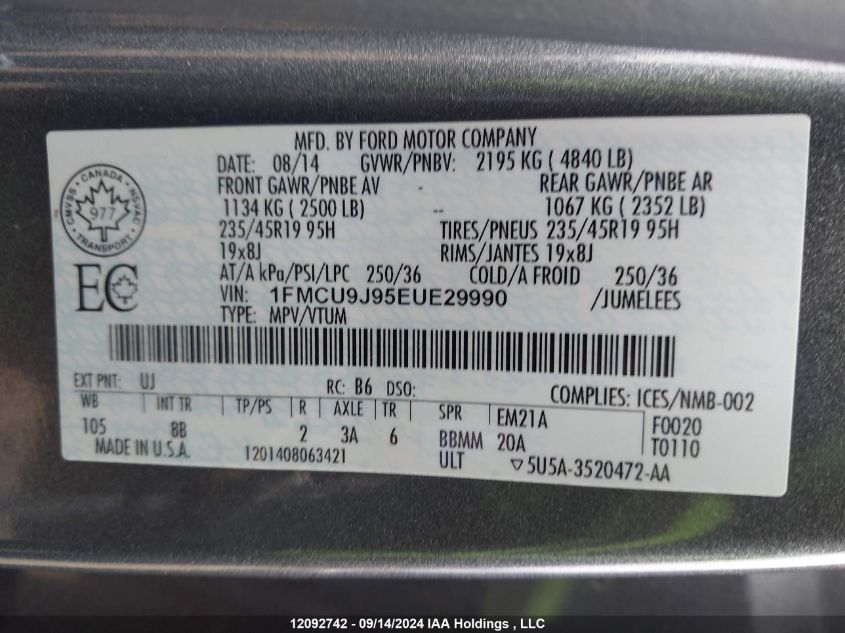 MFD. BY FORD MOTOR COMPANY
DATE: 08/14 GVWR/PNBV: 2195 KG ( 4840 LB)
FRONT GAWR/PNBE AV - REAR GAWR/PNBE AR
1134 KG ( 2500 LB) -- 1067 KG ( 2352 LB)
235/45R19 95H TIRES/PNEUS 235/45R19 95H
19x8J RIMS/JANTES 19x8J
AT/A kPa/PSI/LPC 250/36 COLD/A FROID 250/36
VIN: 1FMCU9J95EUE29990 /JUMELEES
TYPE: MPV/VTUM
CANADA
CMVSS NSVAC
977
TRANSPORT
EC
EXT PNT: UJ RC: B6 DSO: COMPLIES: ICES/NMB-002
WB INT TR TP/PS R AXLE TR SPR EM21A F0020
105 8B 2 3A 6 BBMM 20A T0110
MADE IN U.S.A. 1201408063421 ULT ▽5U5A-3520472-AA
12092742 - 09/14/2024 IAA Holdings , LLC